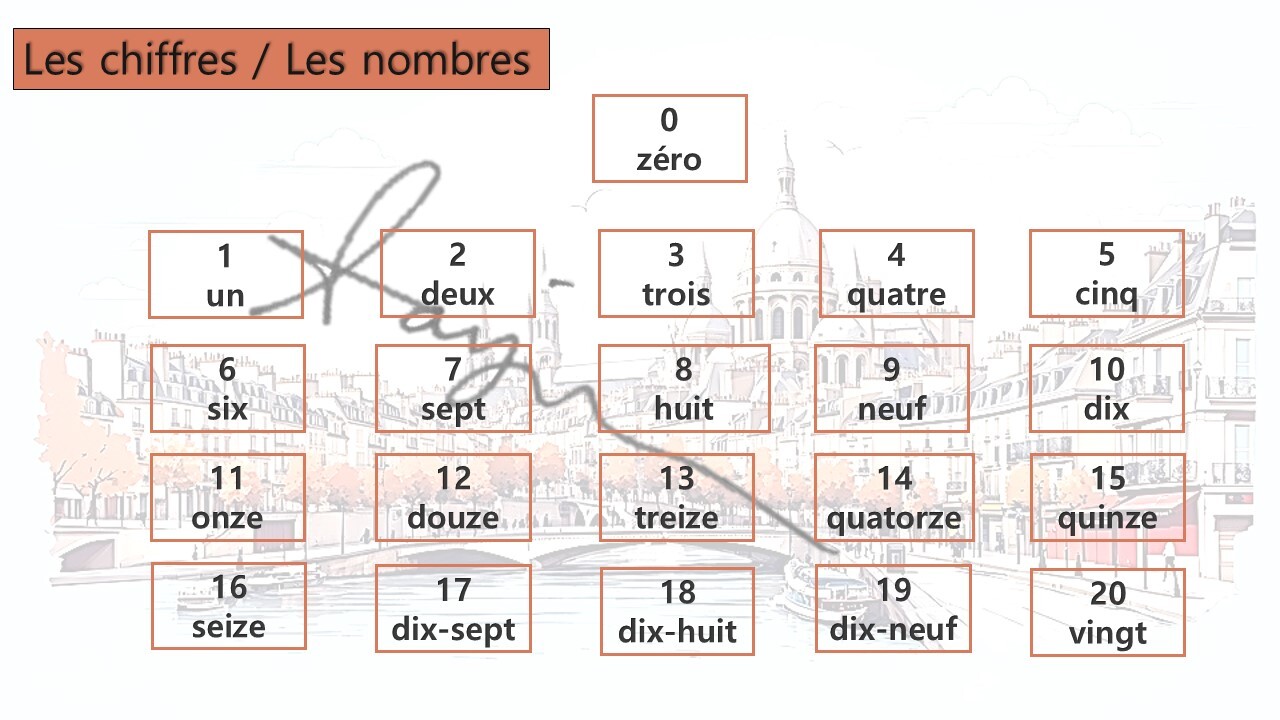 Les chiffres / Les nombres
0
zéro
1
un
2
deux
3
trois
4
quatre
5
cinq
6
six
7
sept
8
huit
9
neuf
10
dix
11
onze
12
douze
13
treize
14
quatorze
15
quinze
16
seize
17
dix-sept
18
dix-huit
19
dix-neuf
20
vingt